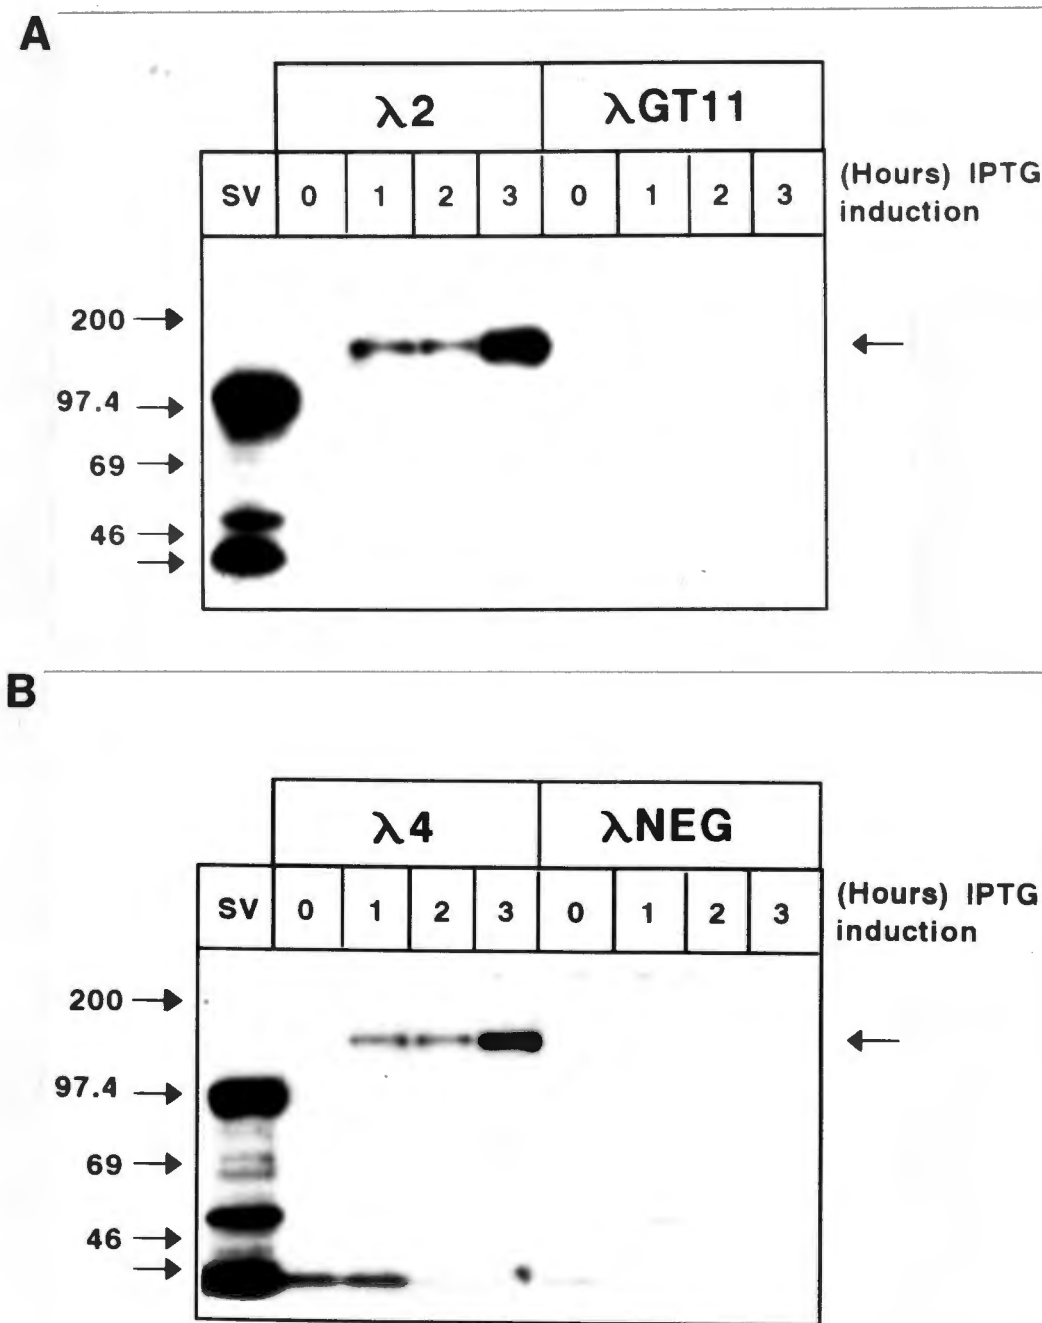 A
λ2 λGT11
SV 0 1 2 3 0 1 2 3 (Hours) IPTG
induction
200
97.4
69
46
B
λ4 λNEG
SV 0 1 2 3 0 1 2 3 (Hours) IPTG
induction
200
97.4
69
46